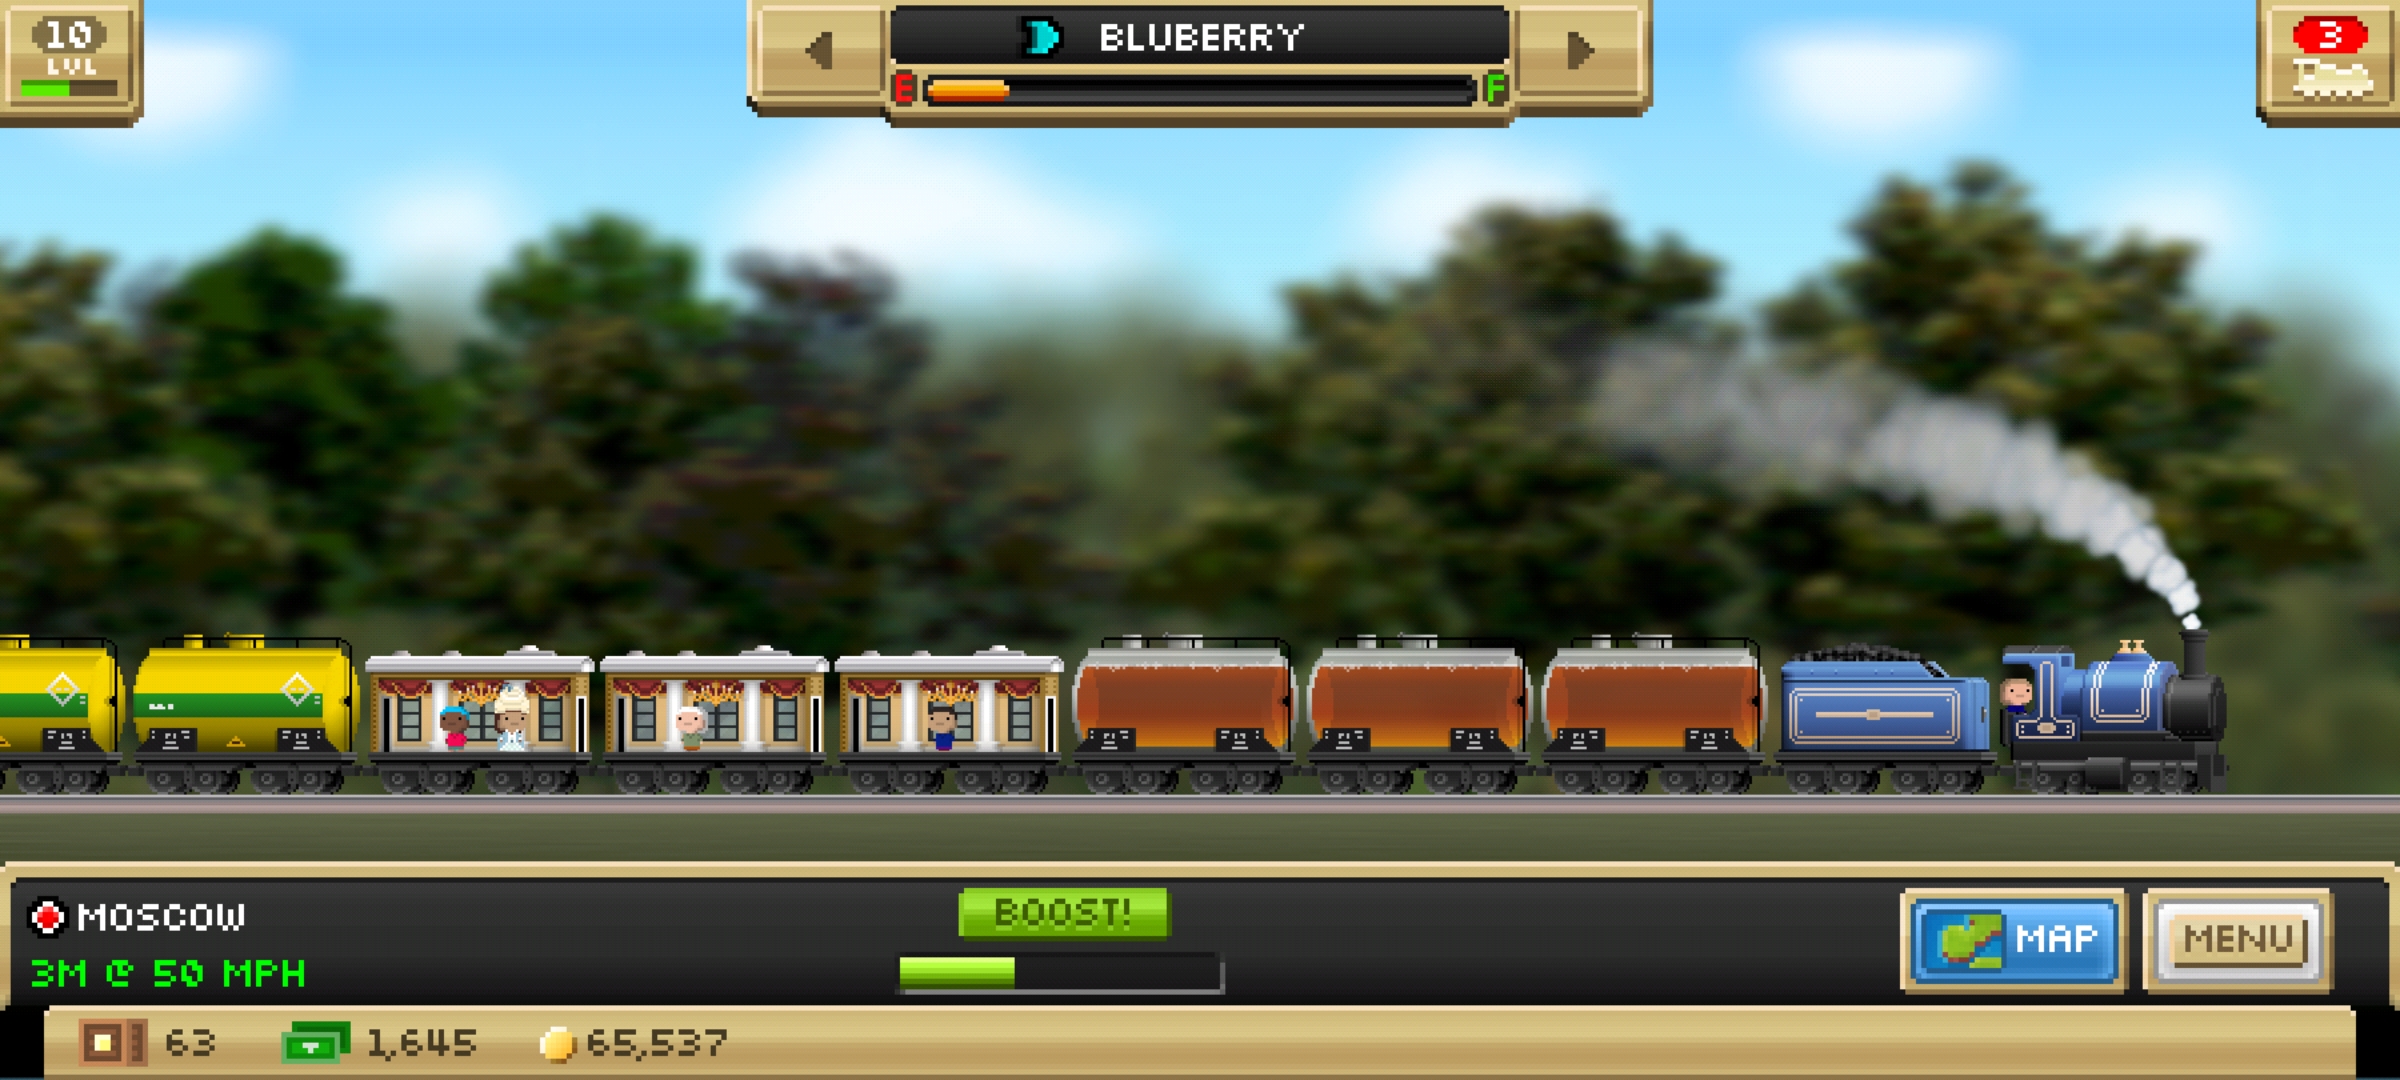 10
LVL
BLUBERRY
E
F
3
MOSCOW
3M @ 50 MPH
BOOST!
MAP
MENU
63
1,645
65,537